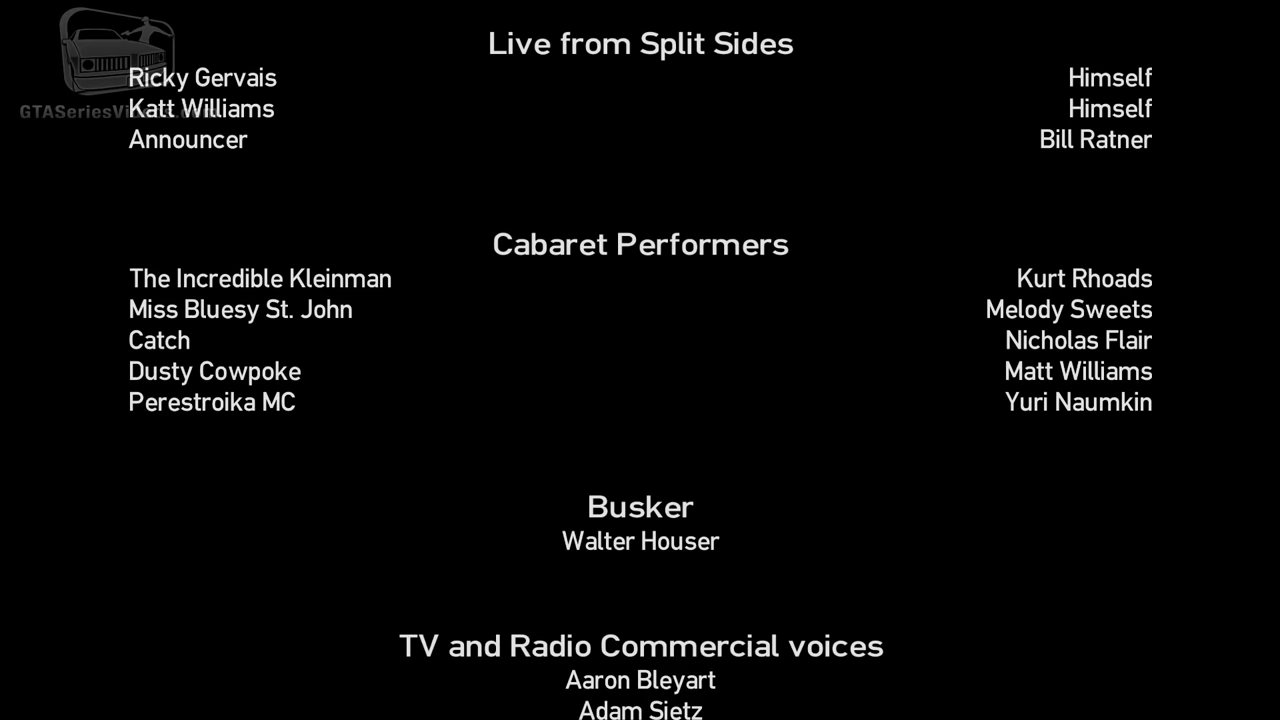 Live from Split Sides
Ricky Gervais Himself
Katt Williams Himself
GTASeriesVideos.com
Announcer Bill Ratner
Cabaret Performers
The Incredible Kleinman Kurt Rhoads
Miss Bluesy St. John Melody Sweets
Catch Nicholas Flair
Dusty Cowpoke Matt Williams
Perestroika MC Yuri Naumkin
Busker
Walter Houser
TV and Radio Commercial voices
Aaron Bleyart
Adam Sietz